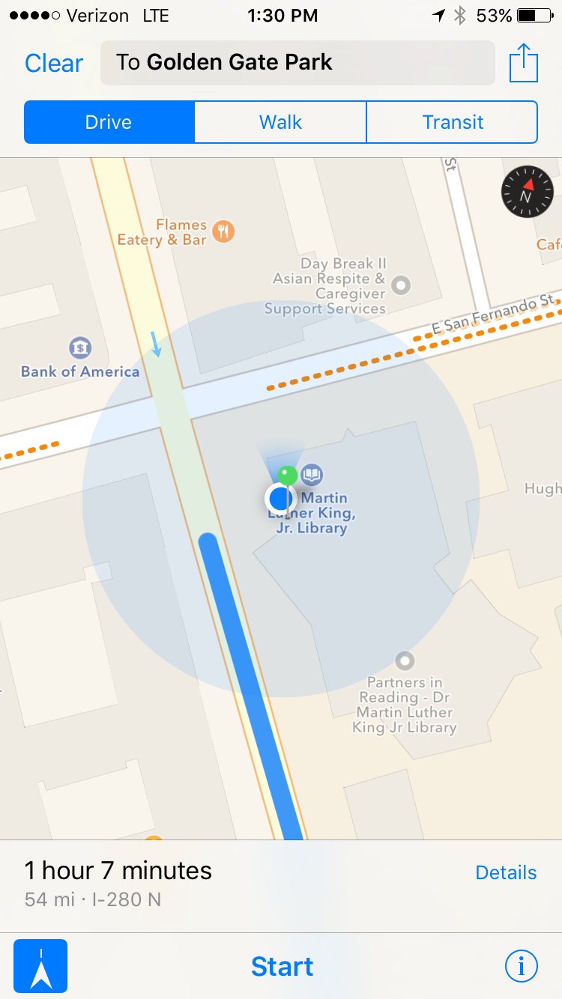 Verizon LTE 1:30 PM 53%
Clear To Golden Gate Park
Drive Walk Transit
St
N
Flames
Eatery & Bar
Caf
Day Break II
Asian Respite &
Caregiver
Support Services
E San Fernando St
$
Bank of America
Martin
Luther King,
Jr. Library
Hugh
Partners in
Reading - Dr
Martin Luther
King Jr Library
1 hour 7 minutes
Details
54 mi · I-280 N
Start
i